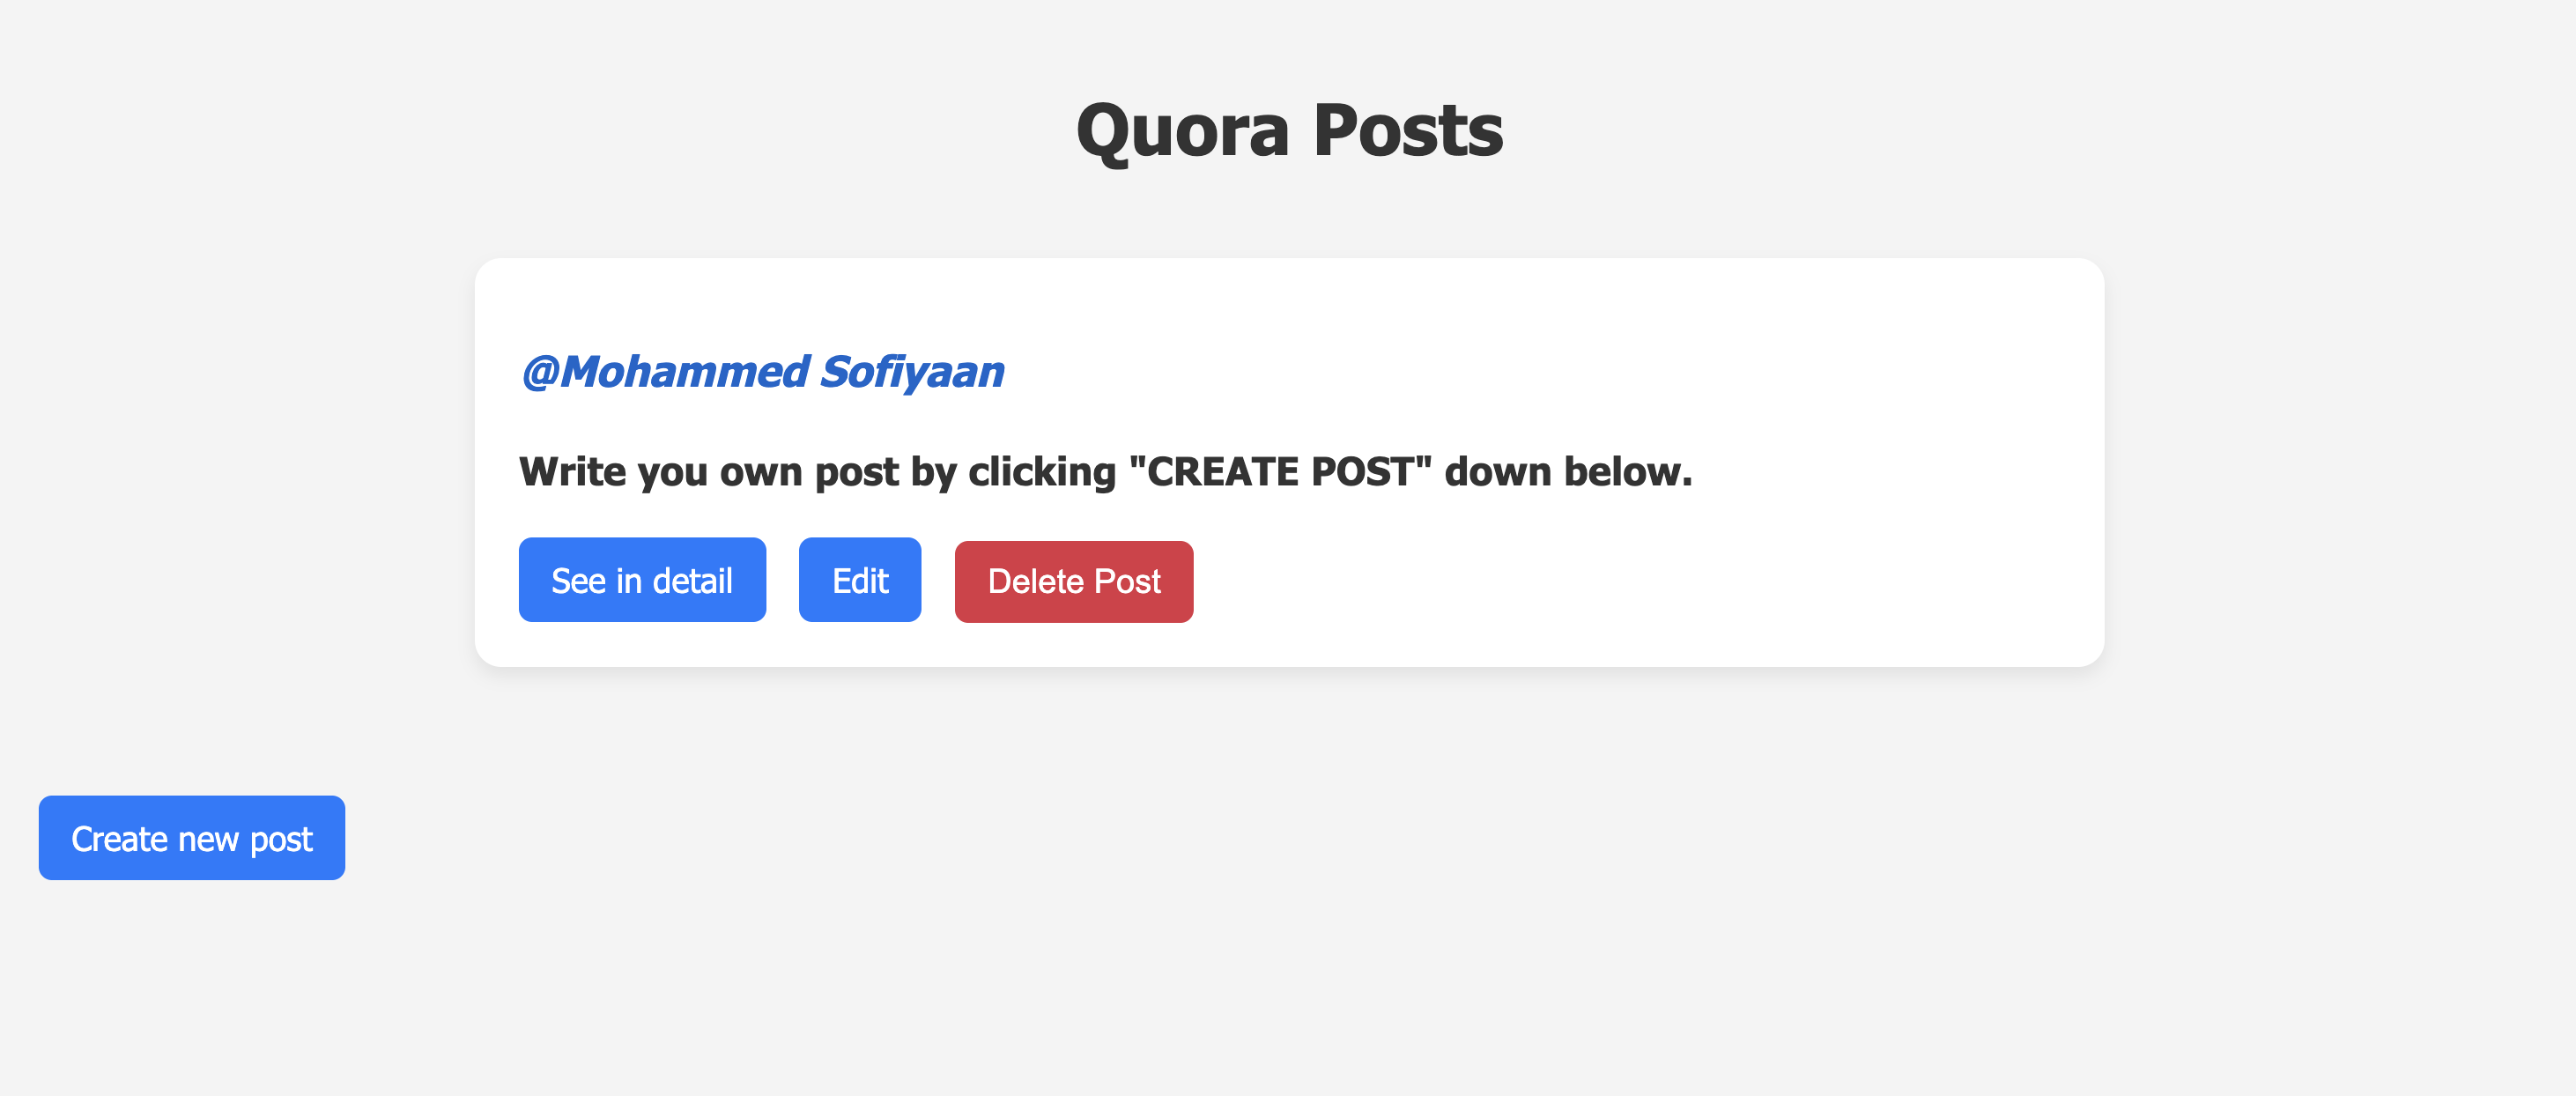 Quora Posts
@Mohammed Sofiyaan
Write you own post by clicking "CREATE POST" down below.
See in detail
Edit
Delete Post
Create new post